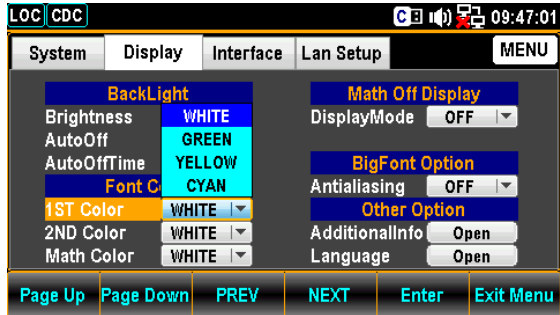 LOC CDC C 09:47:01
System Display Interface Lan Setup MENU
BackLight
Brightness
AutoOff
AutoOffTime
WHITE
GREEN
YELLOW
CYAN
Font C
1ST Color WHITE
2ND Color WHITE
Math Color WHITE
Math Off Display
DisplayMode OFF
BigFont Option
Antialiasing OFF
Other Option
AdditionalInfo Open
Language Open
Page Up Page Down PREV NEXT Enter Exit Menu